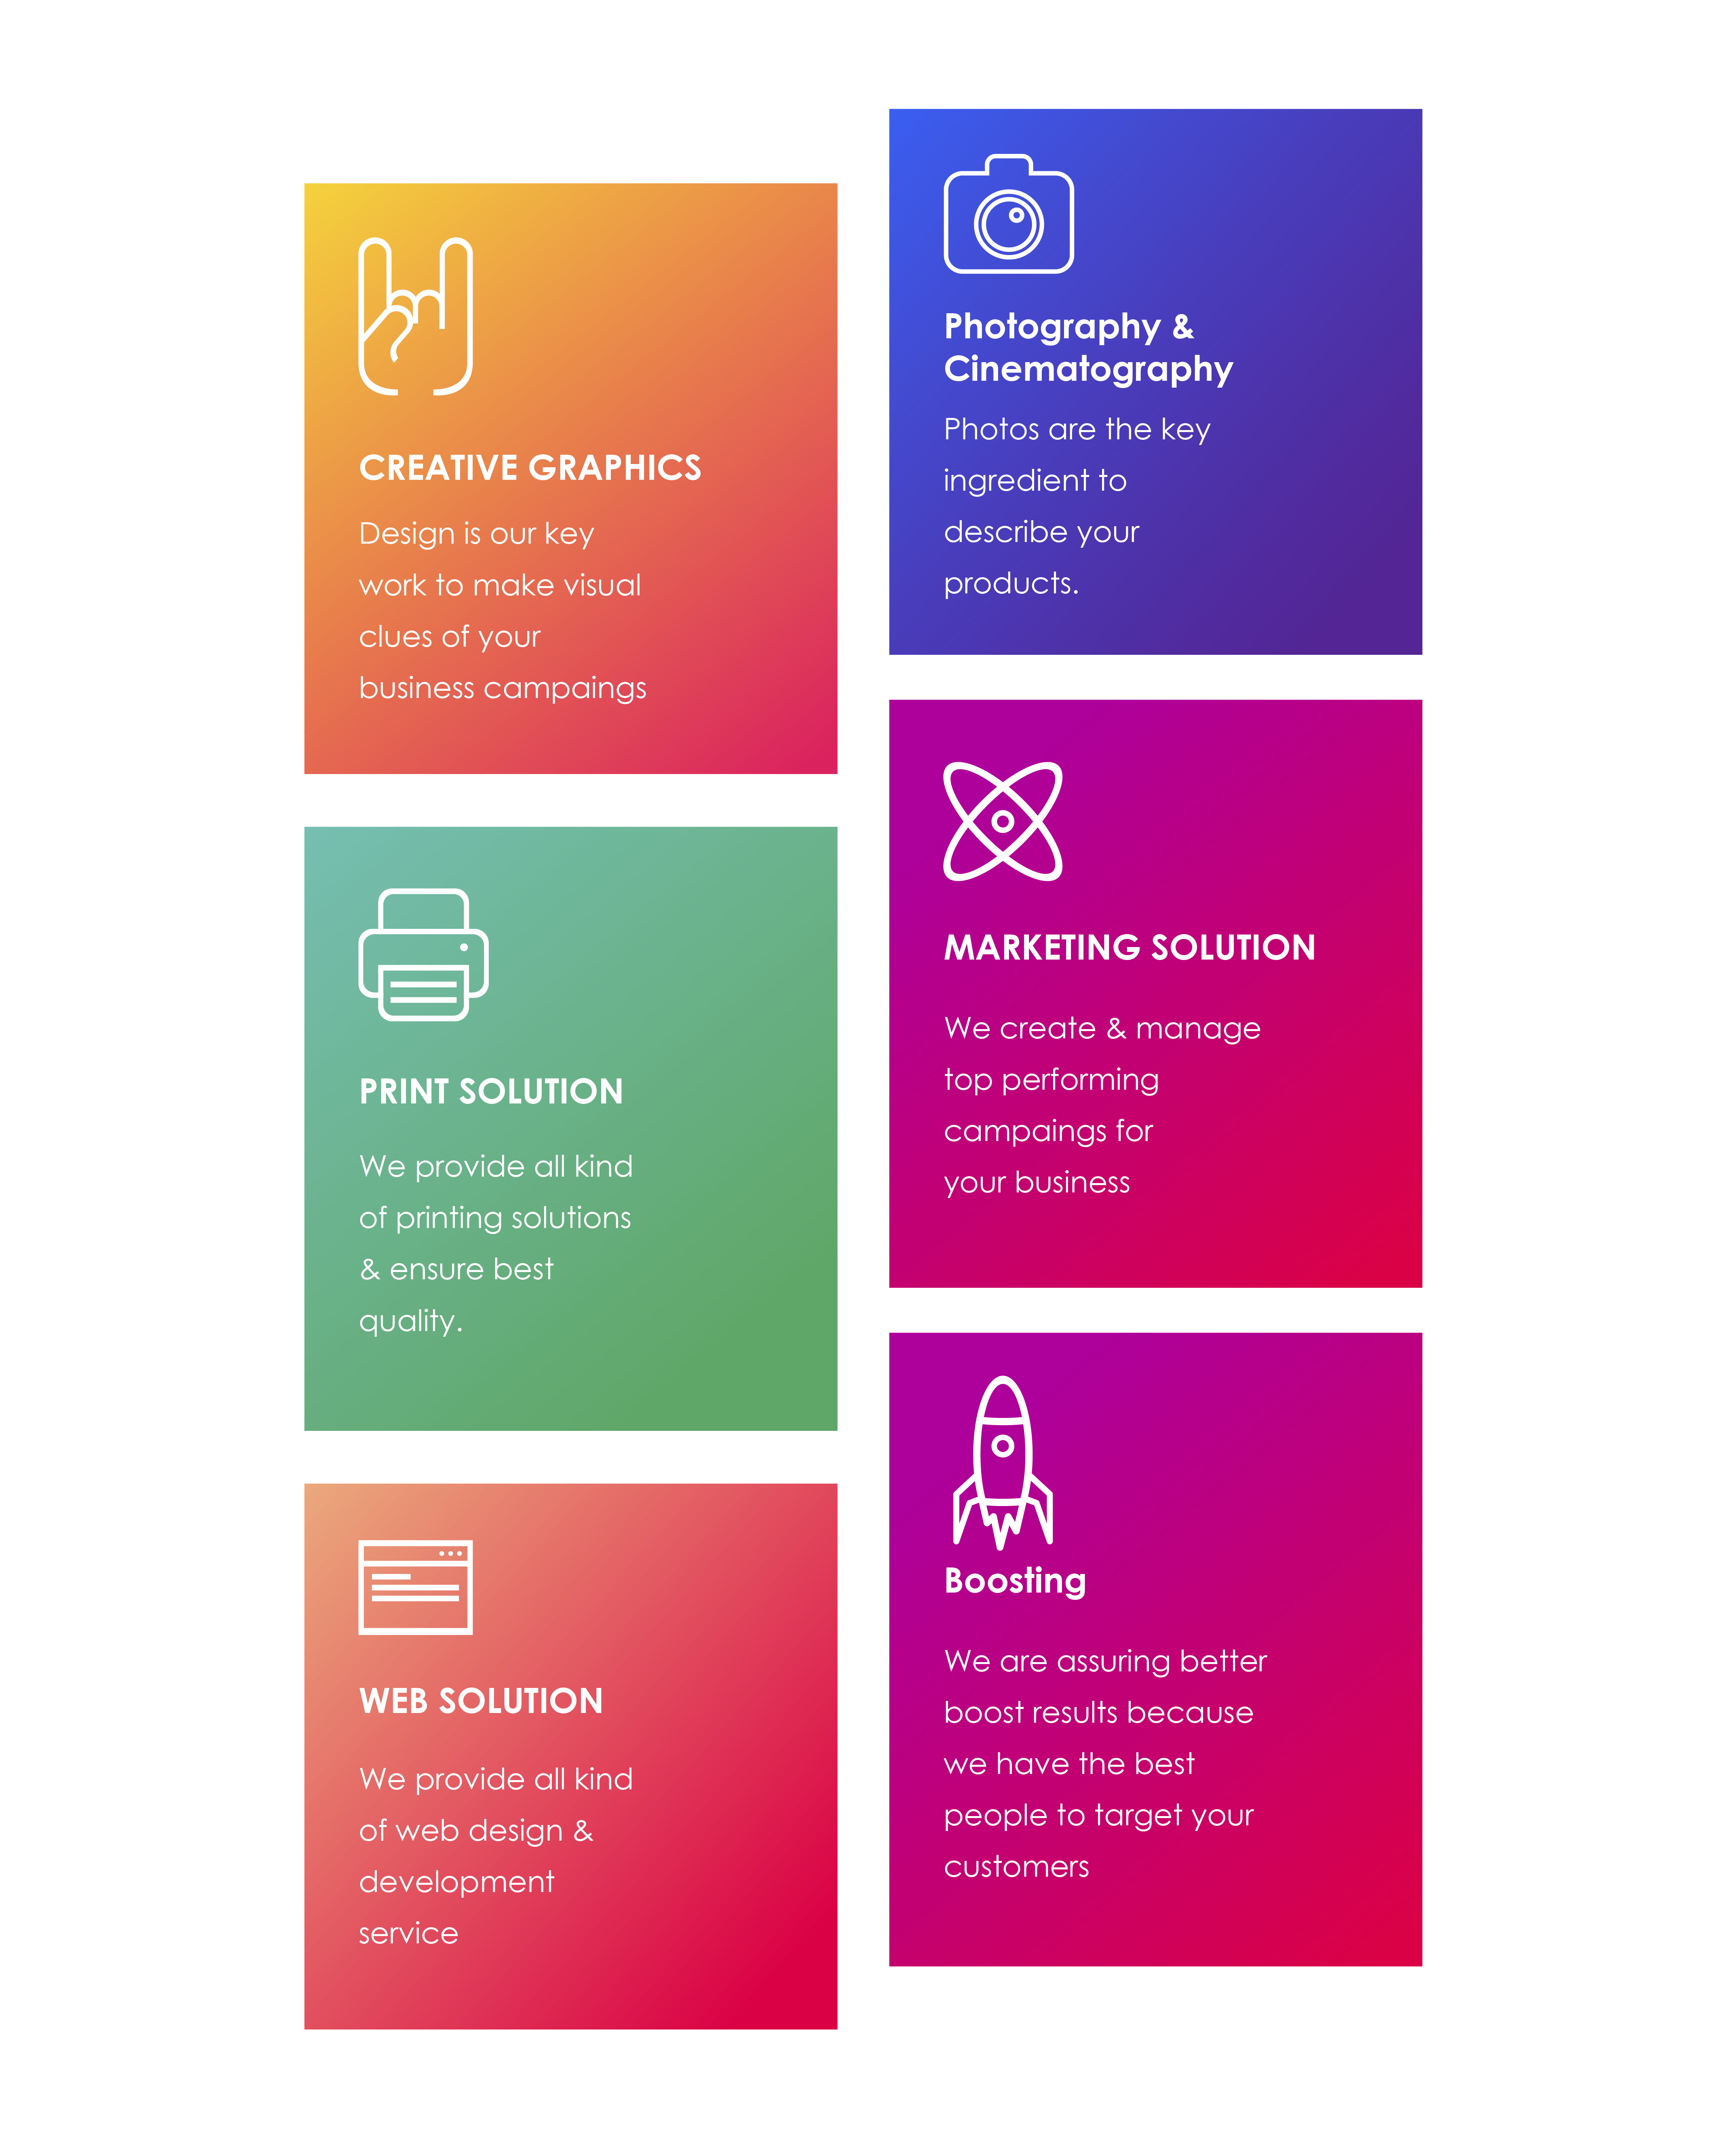 CREATIVE GRAPHICS
Design is our key
work to make visual
clues of your
business campaings
PRINT SOLUTION
We provide all kind
of printing solutions
& ensure best
quality.
WEB SOLUTION
We provide all kind
of web design &
development
service
Photography &
Cinematography
Photos are the key
ingredient to
describe your
products.
MARKETING SOLUTION
We create & manage
top performing
campaings for
your business
Boosting
We are assuring better
boost results because
we have the best
people to target your
customers